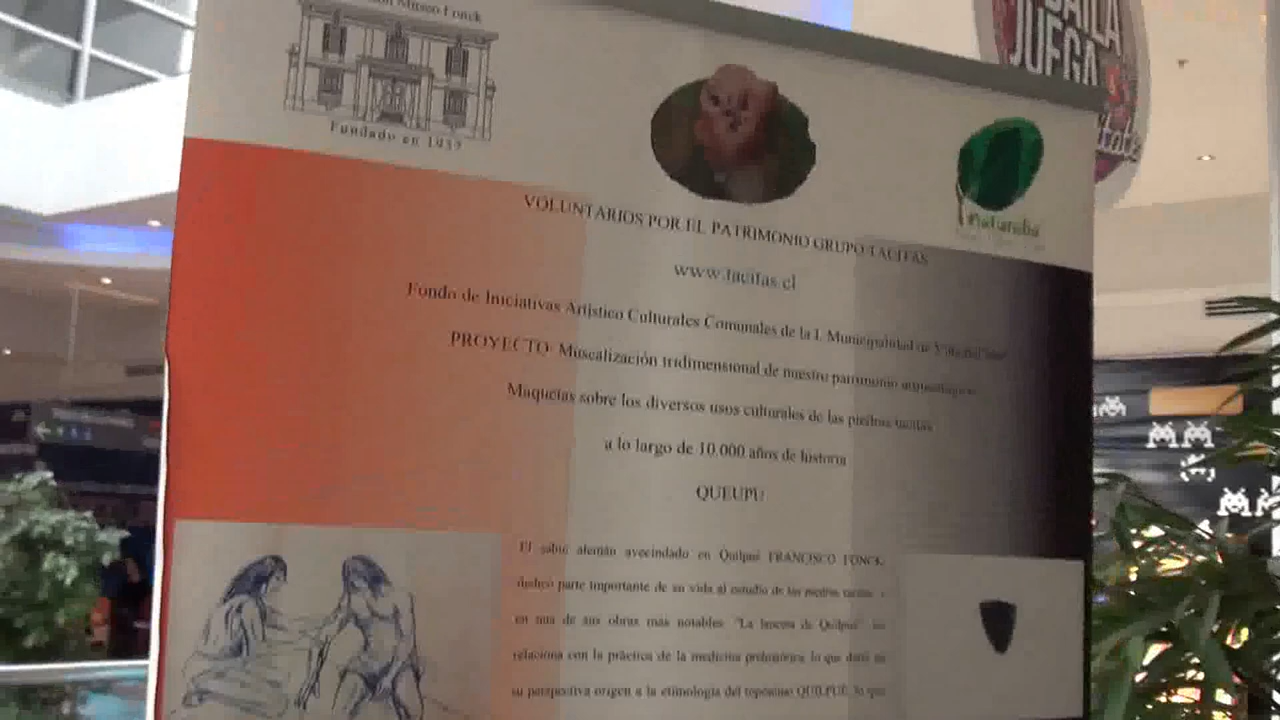 Museo Fonck
Fundado en 1937
BAILA
JUEGA
naturalia
VOLUNTARIOS POR EL PATRIMONIO GRUPO TACITAS
www.tacitas.cl
Fondo de Iniciativas Artístico Culturales Comunales de la I. Municipalidad de
PROYECTO: Musealización tridimensional de nuestro patrimonio arqueológico
Maquetas sobre los diversos usos culturales de las piedras tacitas
a lo largo de 10.000 años de historia
QUEUPU
El sabio alemán avecindado en Quilpué FRANCISCO FONCK,
dedicó parte importante de su vida al estudio de las piedras tacitas y
en una de sus obras más notables "La lanceta de Quilpué" las
relaciona con la práctica de la medicina prehistórica, lo que daría en
su perspectiva origen a la etimología del topónimo QUILPUÉ, lo que